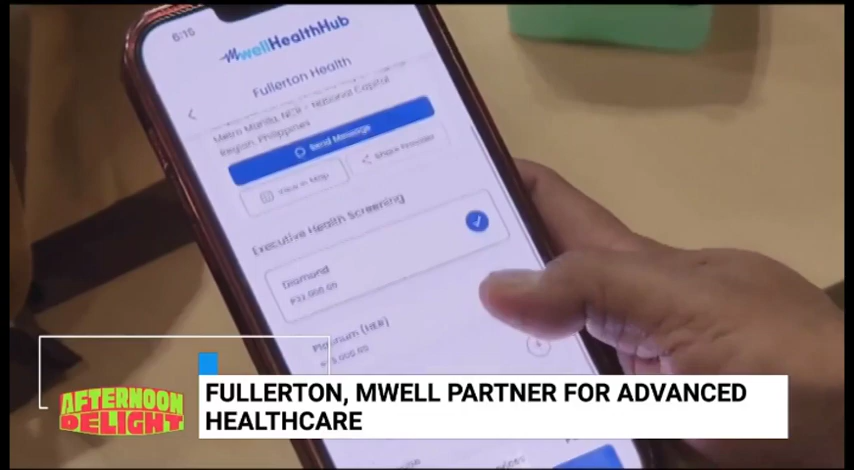 6:15
mwellHealthHub
Fullerton Health
Metro Manila, NCR - National Capital
Region, Philippines
Send Message
View in Map
Share Provider
Executive Health Screening
Diamond
Platinum (NCR)
AFTERNOON
DELIGHT
FULLERTON, MWELL PARTNER FOR ADVANCED
HEALTHCARE